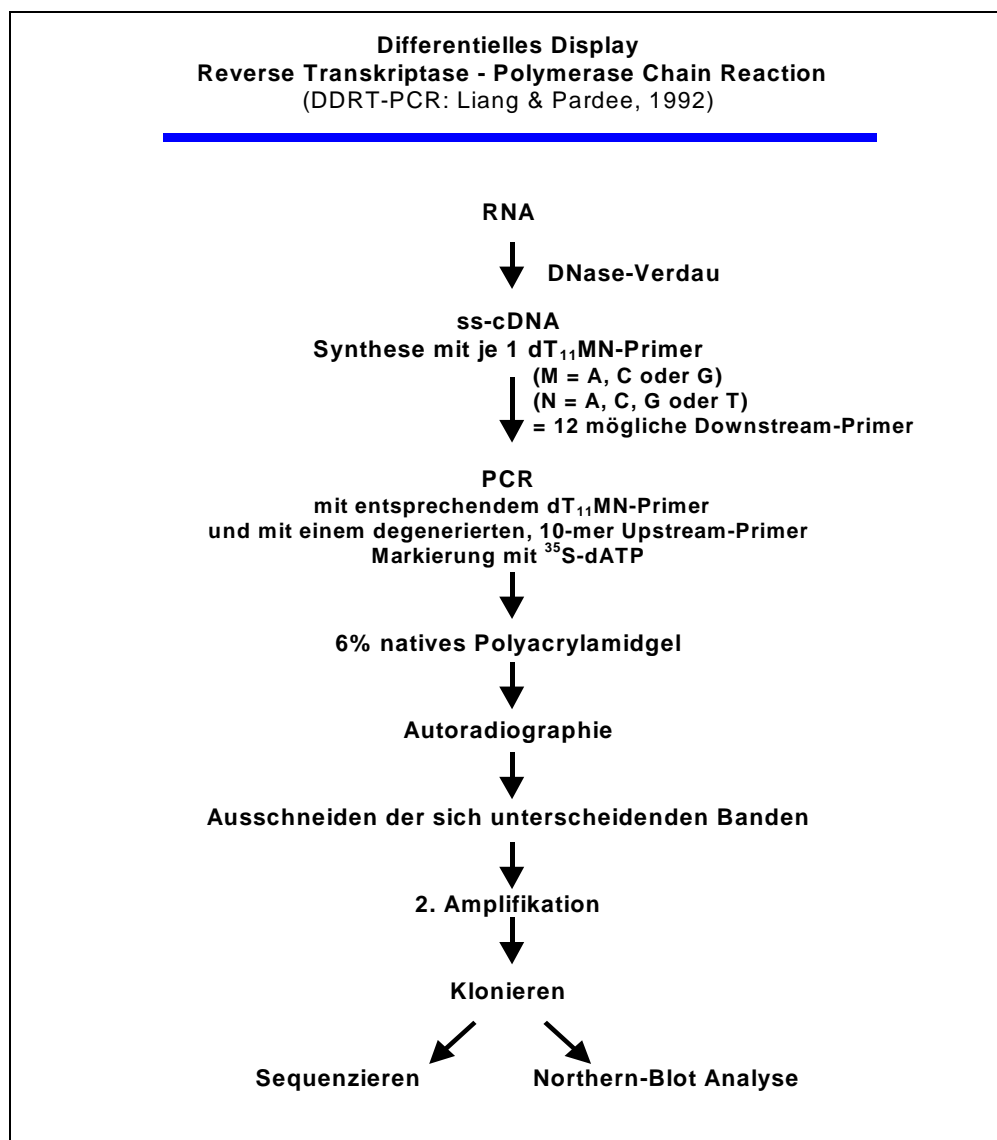 Differentielles Display
Reverse Transkriptase - Polymerase Chain Reaction
(DDRT-PCR: Liang & Pardee, 1992)
RNA
DNase-Verdau
ss-cDNA
Synthese mit je 1 dT₁₁MN-Primer
(M = A, C oder G)
(N = A, C, G oder T)
= 12 mögliche Downstream-Primer
PCR
mit entsprechendem dT₁₁MN-Primer
und mit einem degenerierten, 10-mer Upstream-Primer
Markierung mit ³⁵S-dATP
6% natives Polyacrylamidgel
Autoradiographie
Ausschneiden der sich unterscheidenden Banden
2. Amplifikation
Klonieren
Sequenzieren
Northern-Blot Analyse